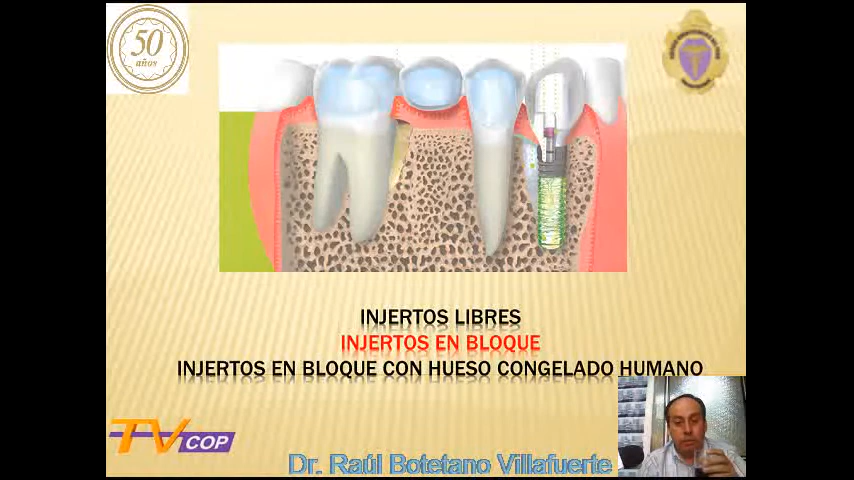 50
años
INJERTOS LIBRES
INJERTOS EN BLOQUE
INJERTOS EN BLOQUE CON HUESO CONGELADO HUMANO
TV COP
Dr. Raúl Botetano Villafuerte